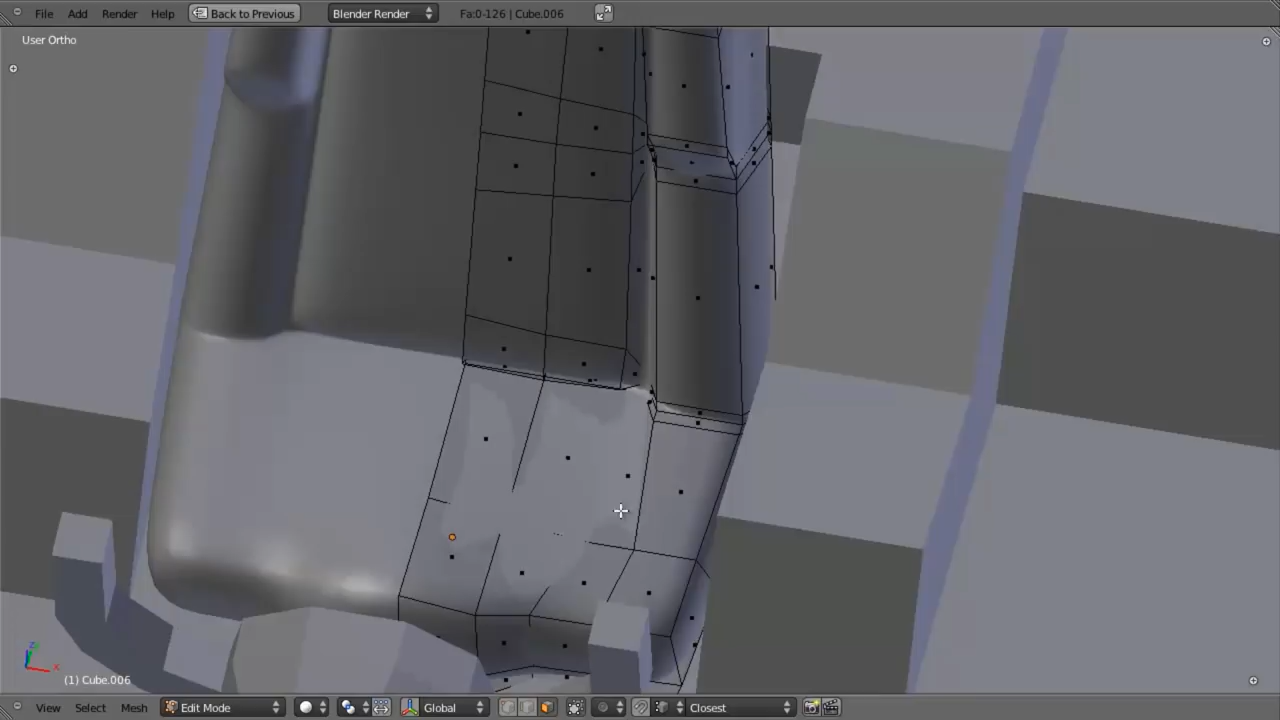 File Add Render Help Back to Previous Blender Render Fa:0-126 | Cube.006
User Ortho
z
x
(1) Cube.006
View Select Mesh Edit Mode Global Closest